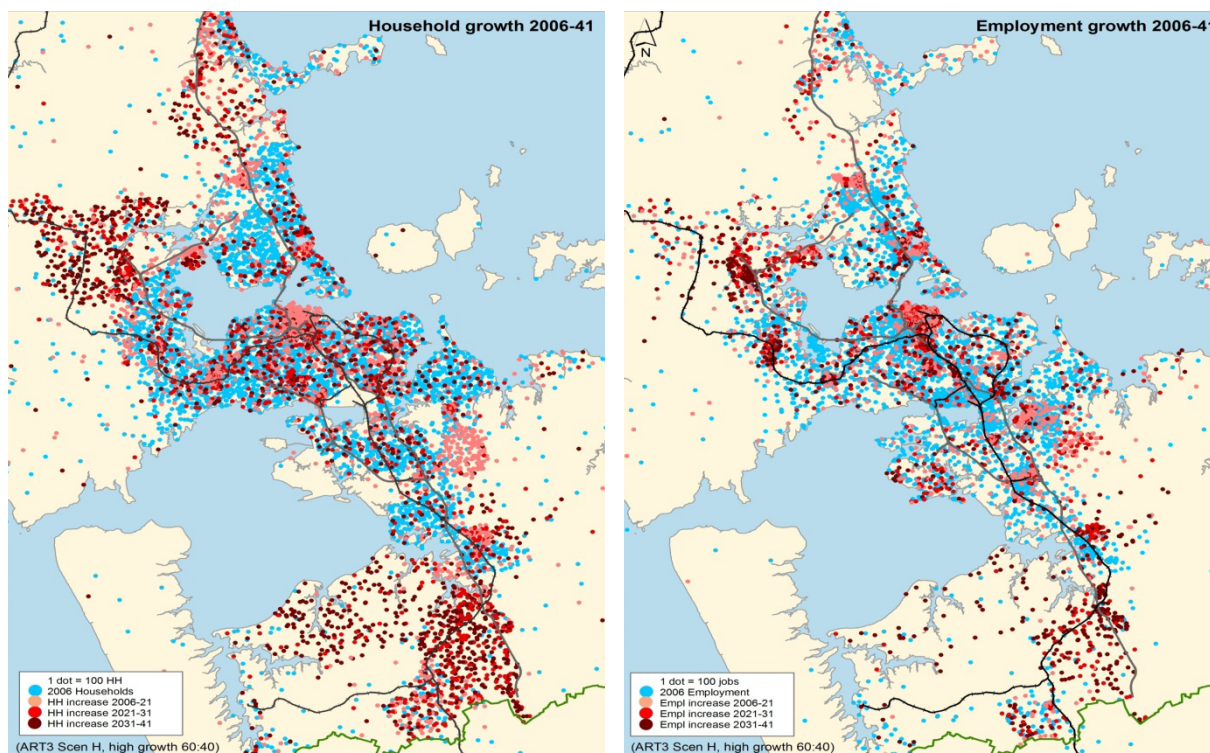 Household growth 2006-41
1 dot = 100 HH
2006 Households
HH increase 2006-21
HH increase 2021-31
HH increase 2031-41
(ART3 Scen H, high growth 60:40)
N
Employment growth 2006-41
1 dot = 100 jobs
2006 Employment
Empl increase 2006-21
Empl increase 2021-31
Empl increase 2031-41
(ART3 Scen H, high growth 60:40)